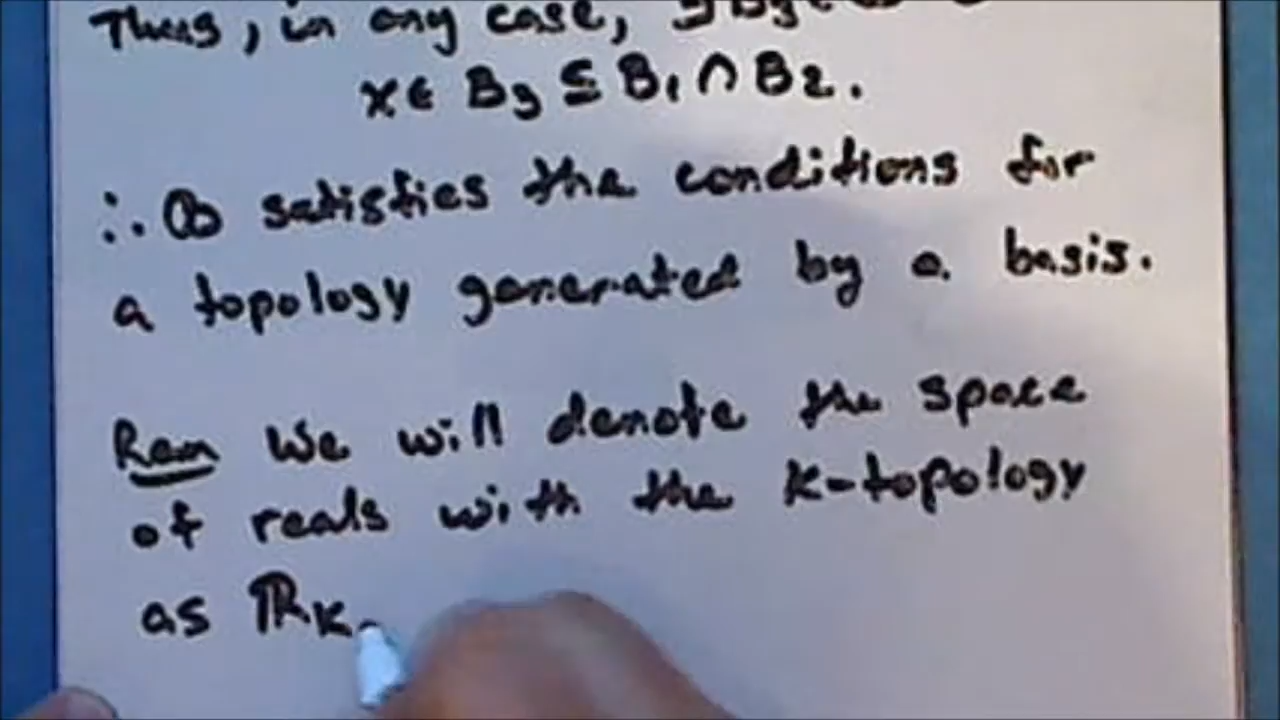 Thus, in any case,
x ∈ B₃ ⊆ B₁ ∩ B₂.
∴ B satisfies the conditions for
a topology generated by a basis.
Rem We will denote the space
of reals with the K-topology
as ℝ_K.